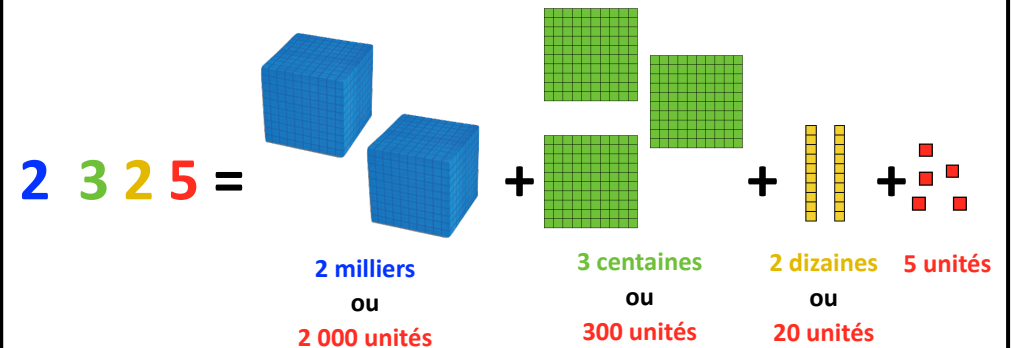 2 3 2 5 = + + +
2 milliers
ou
2 000 unités
3 centaines
ou
300 unités
2 dizaines
ou
20 unités
5 unités